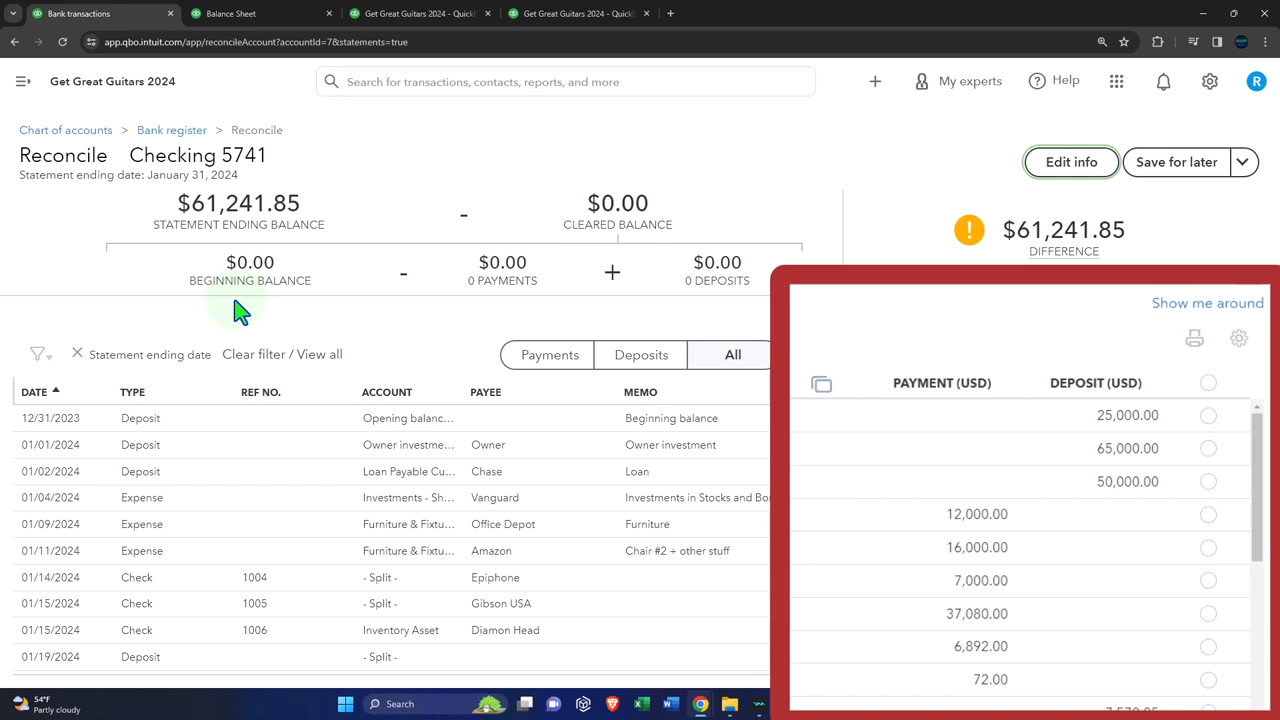 Bank transactions
Balance Sheet
Get Great Guitars 2024 - QuickB
Get Great Guitars 2024 - QuickB
app.qbo.intuit.com/app/reconcileAccount?accountId=7&statements=true
Get Great Guitars 2024
Search for transactions, contacts, reports, and more
My experts
Help
R
Chart of accounts > Bank register > Reconcile
Reconcile Checking 5741
Statement ending date: January 31, 2024
Edit info
Save for later
$61,241.85
STATEMENT ENDING BALANCE
-
$0.00
CLEARED BALANCE
! $61,241.85
DIFFERENCE
$0.00
BEGINNING BALANCE
-
$0.00
0 PAYMENTS
+
$0.00
0 DEPOSITS
Show me around
Statement ending date Clear filter / View all
Payments Deposits All
DATE TYPE REF NO. ACCOUNT PAYEE MEMO PAYMENT (USD) DEPOSIT (USD)
12/31/2023 Deposit Opening balanc... Beginning balance 25,000.00
01/01/2024 Deposit Owner investme... Owner Owner investment 65,000.00
01/02/2024 Deposit Loan Payable Cu... Chase Loan 50,000.00
01/04/2024 Expense Investments - Sh... Vanguard Investments in Stocks and Bo 12,000.00
01/09/2024 Expense Furniture & Fixtu... Office Depot Furniture 16,000.00
01/11/2024 Expense Furniture & Fixtu... Amazon Chair #2 + other stuff 7,000.00
01/14/2024 Check 1004 - Split - Epiphone 37,080.00
01/15/2024 Check 1005 - Split - Gibson USA 6,892.00
01/15/2024 Check 1006 Inventory Asset Diamon Head 72.00
01/19/2024 Deposit - Split -
54°F
Partly cloudy
Search